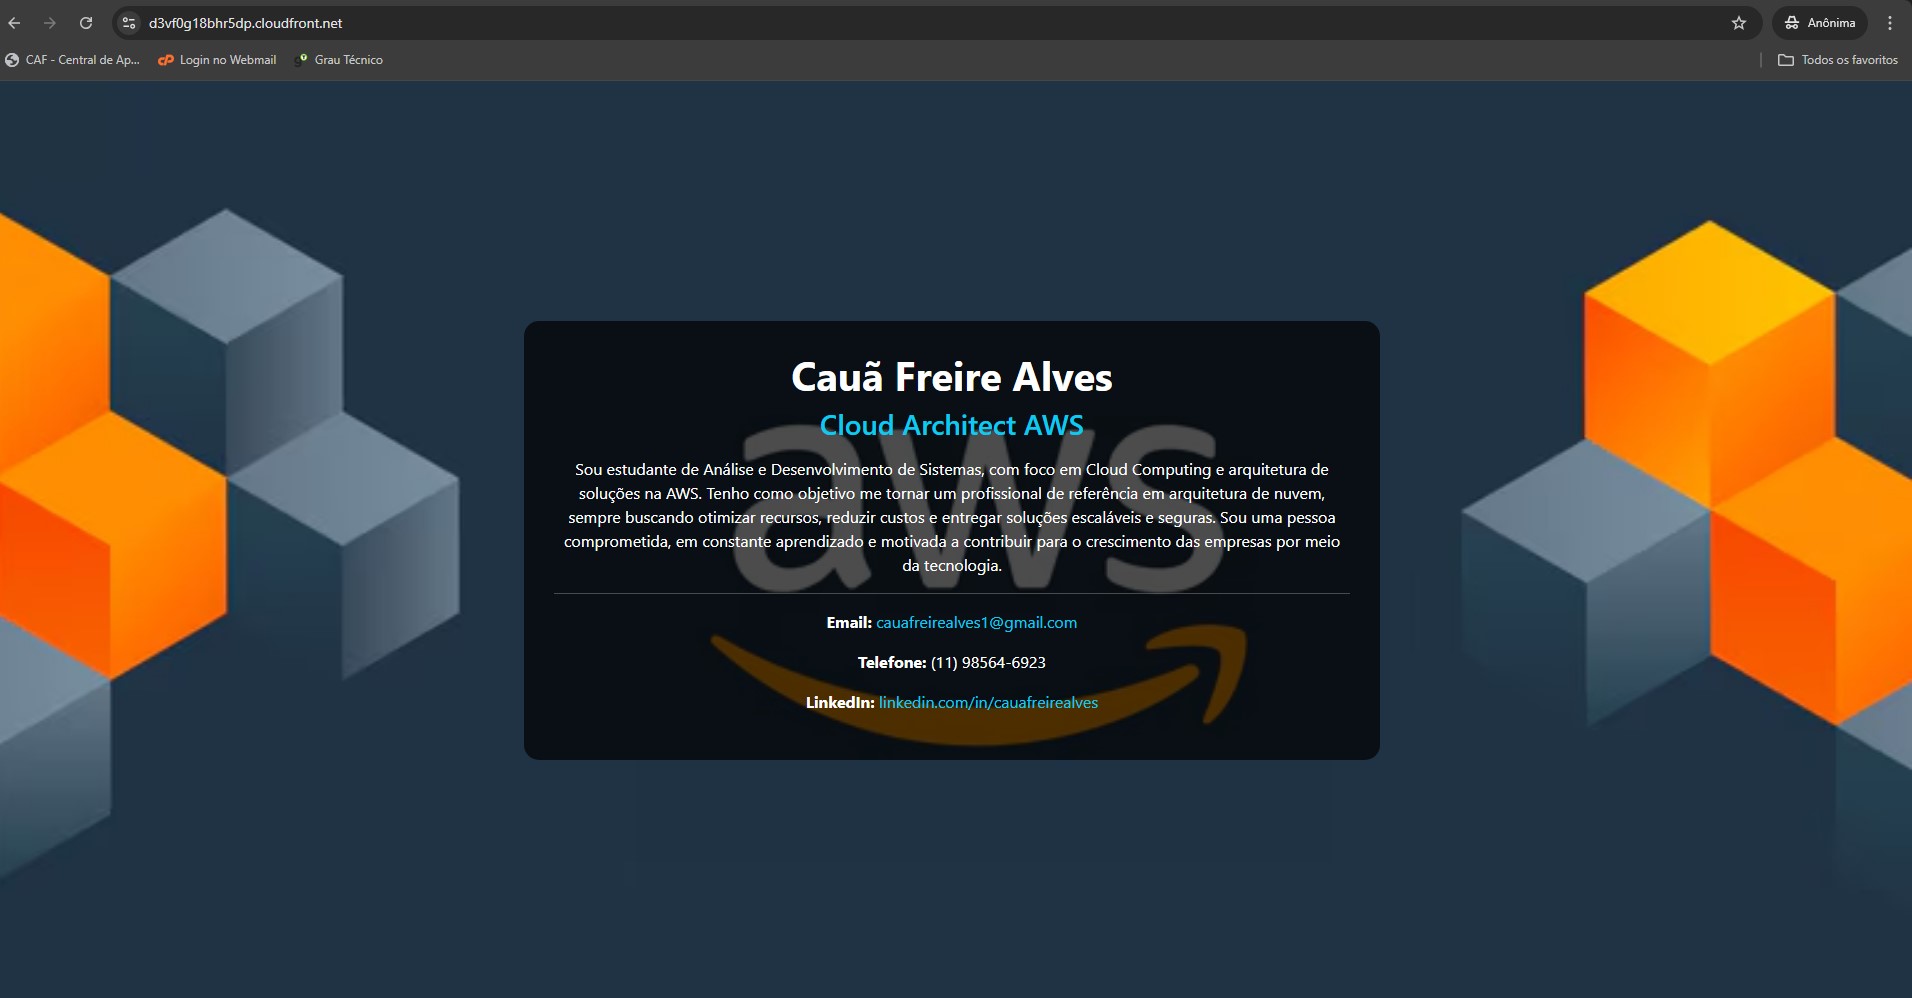 d3vf0g18bhr5dp.cloudfront.net
Anônima
CAF - Central de Ap...
Login no Webmail
Grau Técnico
Todos os favoritos
Cauã Freire Alves
Cloud Architect AWS
aws
Sou estudante de Análise e Desenvolvimento de Sistemas, com foco em Cloud Computing e arquitetura de
soluções na AWS. Tenho como objetivo me tornar um profissional de referência em arquitetura de nuvem,
sempre buscando otimizar recursos, reduzir custos e entregar soluções escaláveis e seguras. Sou uma pessoa
comprometida, em constante aprendizado e motivada a contribuir para o crescimento das empresas por meio
da tecnologia.
Email: cauafreirealves1@gmail.com
Telefone: (11) 98564-6923
LinkedIn: linkedin.com/in/cauafreirealves